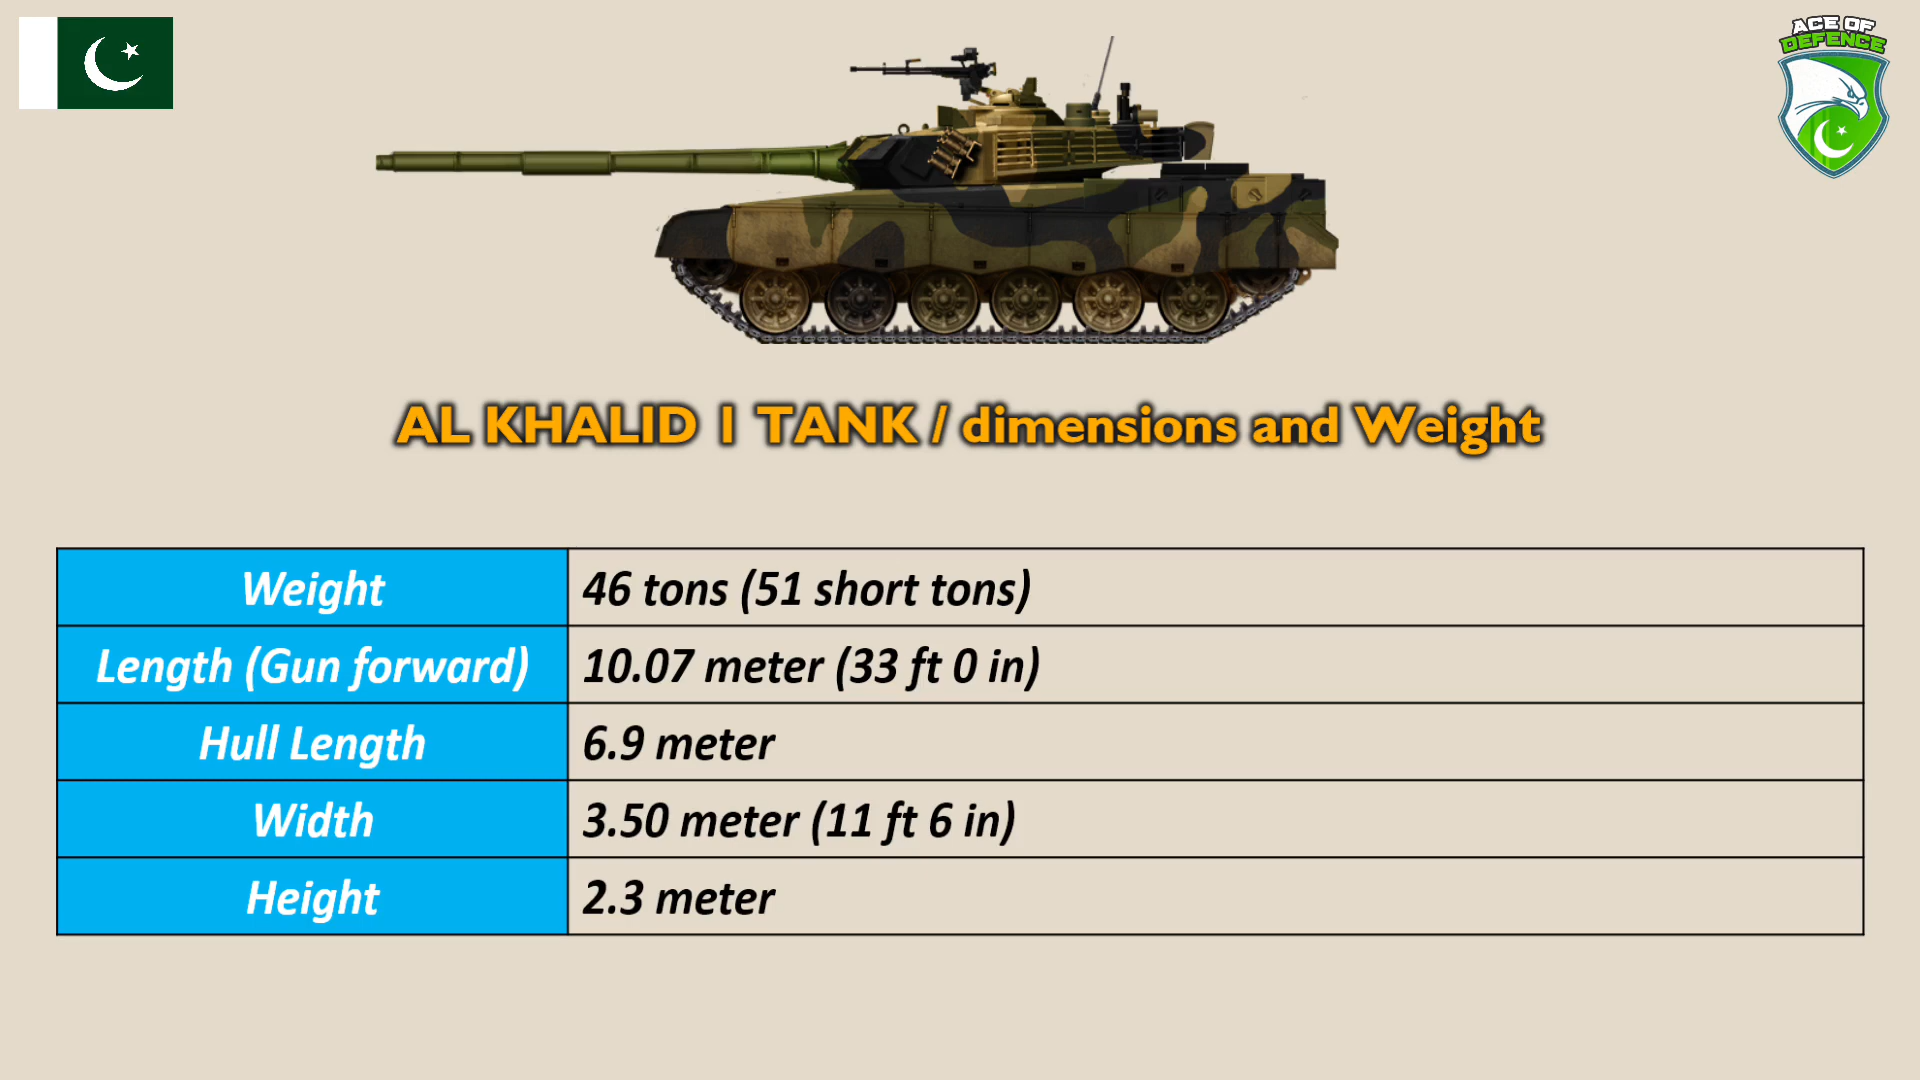 ACE OF
DEFENCE
AL KHALID 1 TANK / dimensions and Weight
Weight
46 tons (51 short tons)
Length (Gun forward)
10.07 meter (33 ft 0 in)
Hull Length
6.9 meter
Width
3.50 meter (11 ft 6 in)
Height
2.3 meter